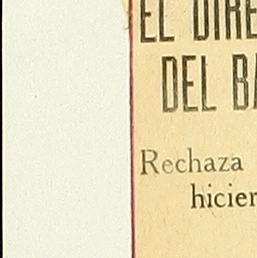 EL DIRE
DEL BA
Rechaza
hicier